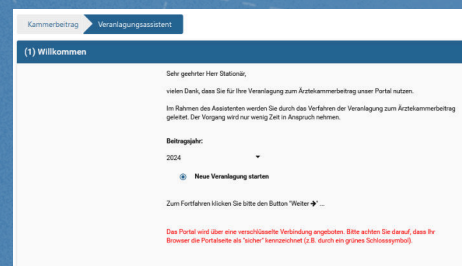 Kammerbeitrag Veranlagungsassistent
(1) Willkommen
Sehr geehrter Herr Stationär,
vielen Dank, dass Sie für Ihre Veranlagung zum Ärztekammerbeitrag unser Portal nutzen.
Im Rahmen des Assistenten werden Sie durch das Verfahren der Veranlagung zum Ärztekammerbeitrag
geleitet. Der Vorgang wird nur wenig Zeit in Anspruch nehmen.
Beitragsjahr:
2024
Neue Veranlagung starten
Zum Fortfahren klicken Sie bitte den Button "Weiter ➔" ...
Das Portal wird über eine verschlüsselte Verbindung angeboten. Bitte achten Sie darauf, dass Ihr
Browser die Portalseite als "sicher" kennzeichnet (z.B. durch ein grünes Schlosssymbol).